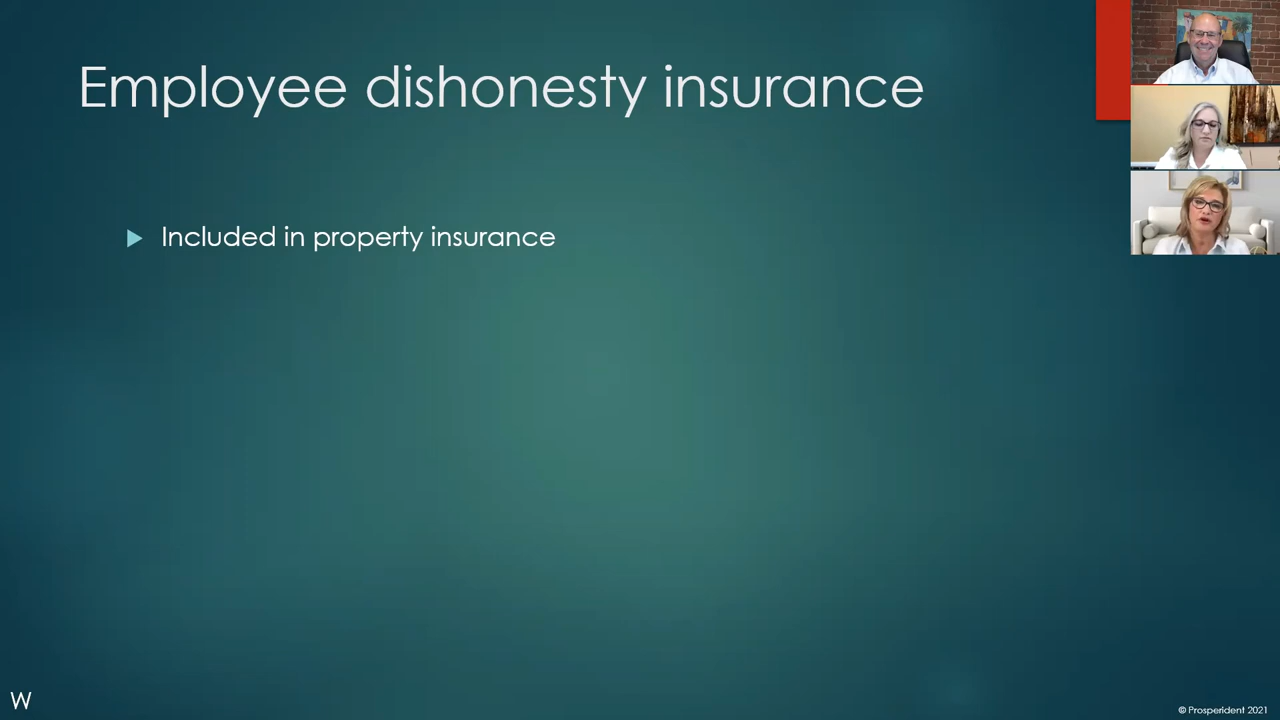 Employee dishonesty insurance
Included in property insurance
W
© Prosperident 2021